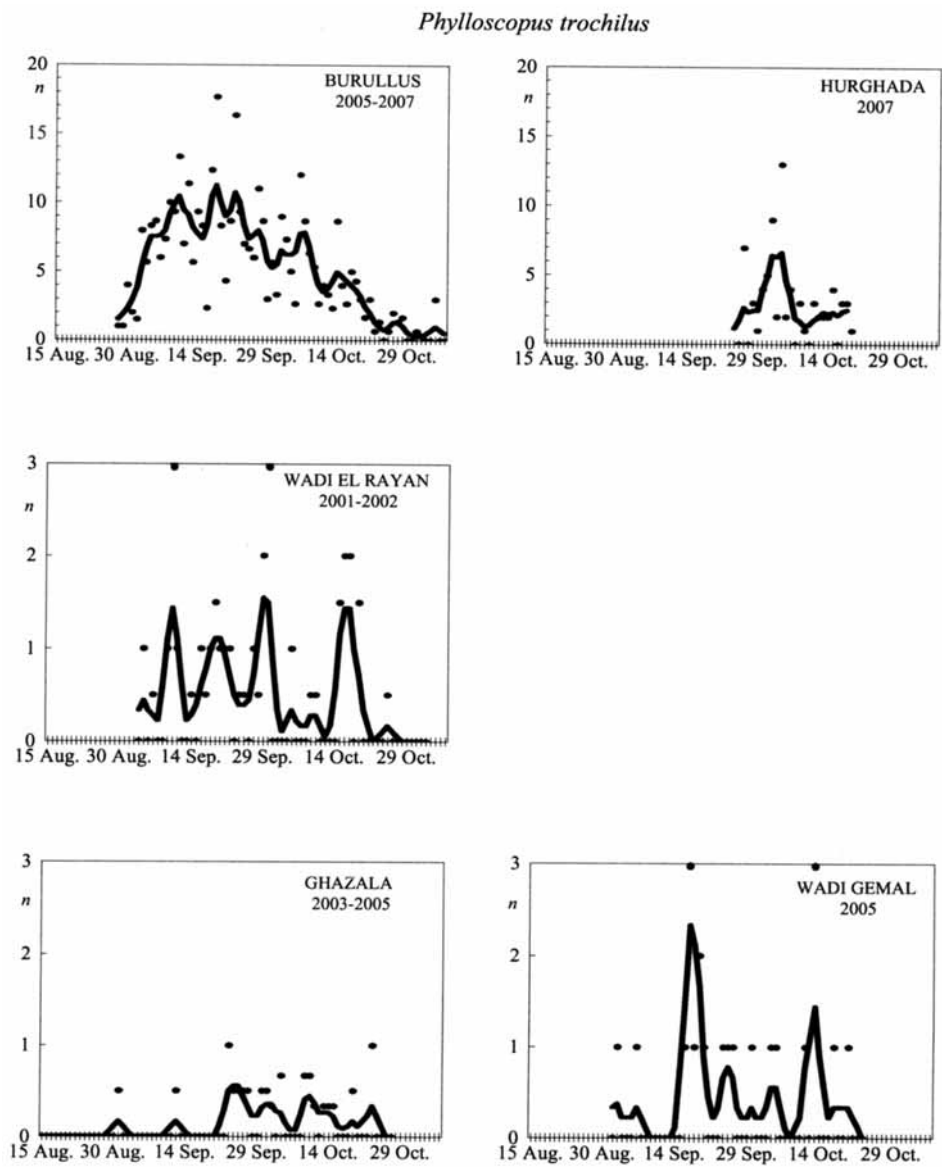 Phylloscopus trochilus
20
n
15
10
5
0
BURULLUS
2005-2007
15 Aug. 30 Aug. 14 Sep. 29 Sep. 14 Oct. 29 Oct.
20
n
15
10
5
0
HURGHADA
2007
15 Aug. 30 Aug. 14 Sep. 29 Sep. 14 Oct. 29 Oct.
3
n
2
1
0
WADI EL RAYAN
2001-2002
15 Aug. 30 Aug. 14 Sep. 29 Sep. 14 Oct. 29 Oct.
3
n
2
1
0
GHAZALA
2003-2005
15 Aug. 30 Aug. 14 Sep. 29 Sep. 14 Oct. 29 Oct.
3
n
2
1
0
WADI GEMAL
2005
15 Aug. 30 Aug. 14 Sep. 29 Sep. 14 Oct. 29 Oct.